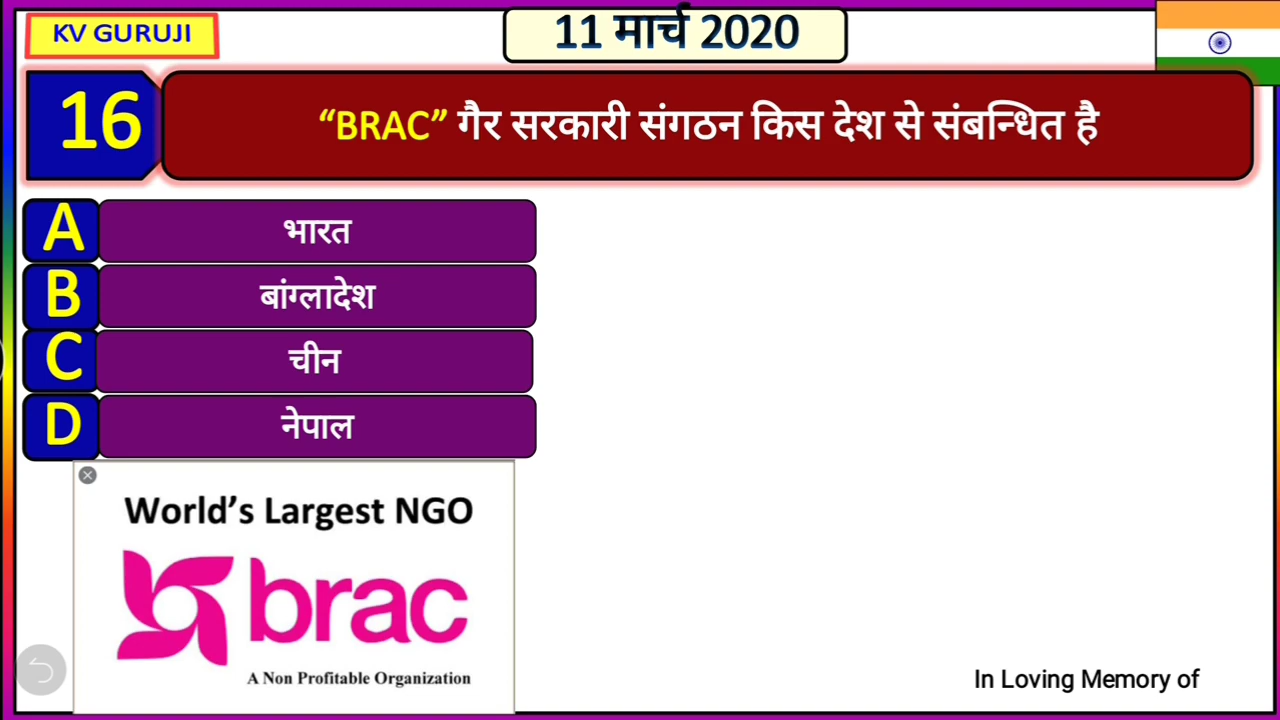 KV GURUJI
11 मार्च 2020
16
“BRAC” गैर सरकारी संगठन किस देश से संबन्धित है
A भारत
B बांग्लादेश
C चीन
D नेपाल
World’s Largest NGO
brac
A Non Profitable Organization
In Loving Memory of